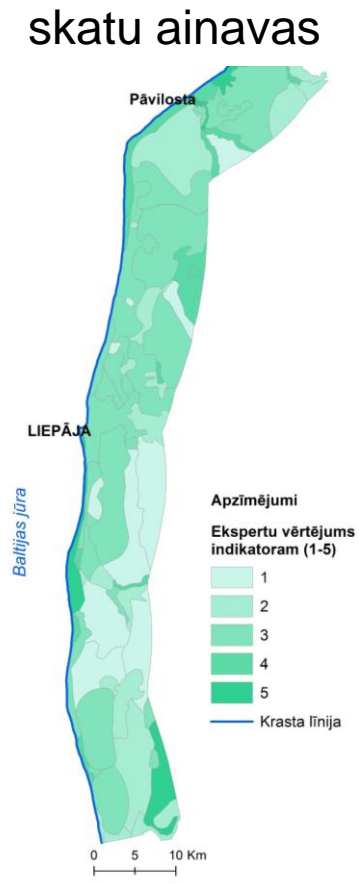 skatu ainavas
Pāvilosta
LIEPĀJA
Baltijas jūra
Apzīmējumi
Ekspertu vērtējums
indikatoram (1-5)
1
2
3
4
5
Krasta līnija
0 5 10 Km